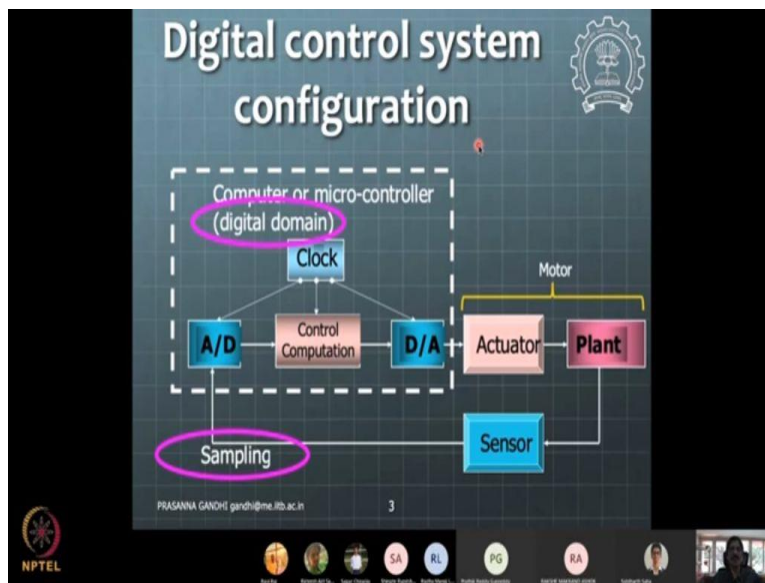 Digital control system
configuration
Computer or micro-controller
(digital domain)
Clock
Motor
A/D
Control
Computation
D/A
Actuator
Plant
Sampling
Sensor
PRASANNA GANDHI gandhi@me.iitb.ac.in
3
NPTEL
SA
RL
PG
RA